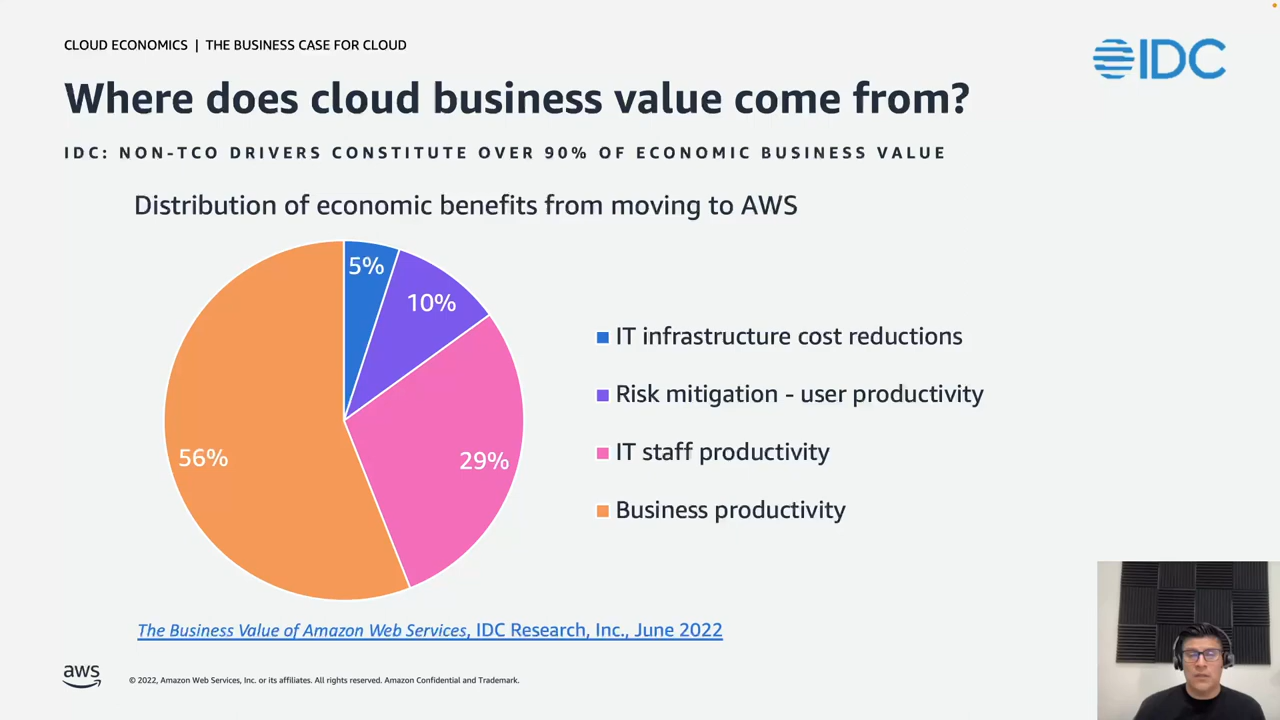 CLOUD ECONOMICS | THE BUSINESS CASE FOR CLOUD
IDC
Where does cloud business value come from?
IDC: NON-TCO DRIVERS CONSTITUTE OVER 90% OF ECONOMIC BUSINESS VALUE
Distribution of economic benefits from moving to AWS
5%
10%
29%
56%
IT infrastructure cost reductions
Risk mitigation - user productivity
IT staff productivity
Business productivity
The Business Value of Amazon Web Services, IDC Research, Inc., June 2022
aws
© 2022, Amazon Web Services, Inc. or its affiliates. All rights reserved. Amazon Confidential and Trademark.